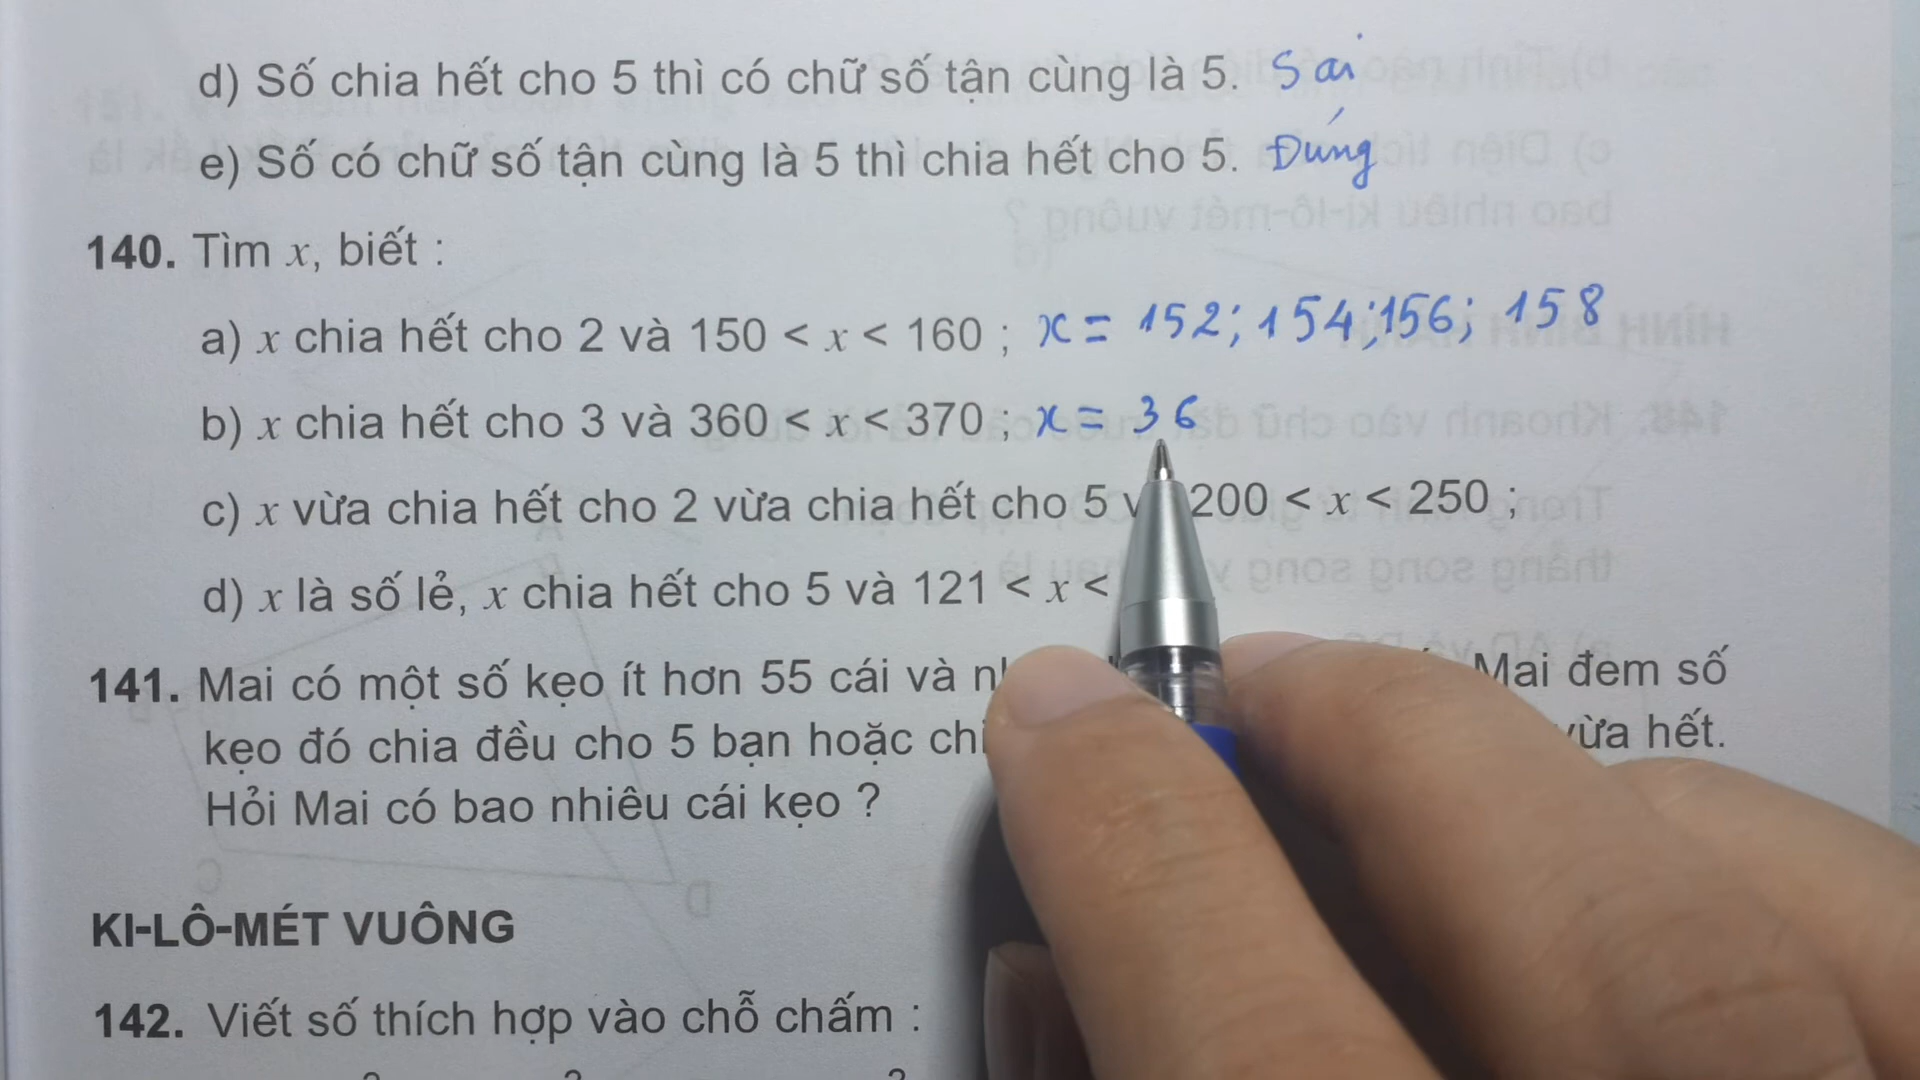 d) Số chia hết cho 5 thì có chữ số tận cùng là 5. Sai
e) Số có chữ số tận cùng là 5 thì chia hết cho 5. Đúng
140. Tìm x, biết :
a) x chia hết cho 2 và 150 < x < 160 ; x = 152; 154; 156; 158
b) x chia hết cho 3 và 360 < x < 370 ; x = 36
c) x vừa chia hết cho 2 vừa chia hết cho 5 200 < x < 250 ;
d) x là số lẻ, x chia hết cho 5 và 121 < x <
141. Mai có một số kẹo ít hơn 55 cái và Mai đem số
kẹo đó chia đều cho 5 bạn hoặc vừa hết.
Hỏi Mai có bao nhiêu cái kẹo ?
KI-LÔ-MÉT VUÔNG
142. Viết số thích hợp vào chỗ chấm :